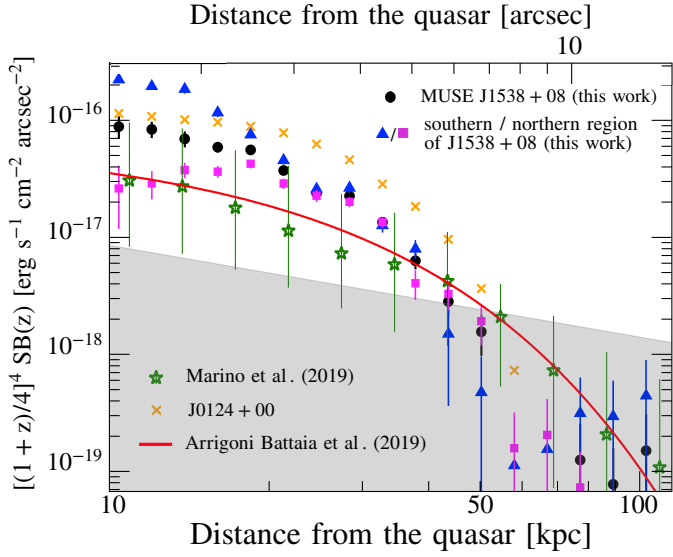 Distance from the quasar [arcsec]
10
[(1 + z)/4]⁴ SB(z) [erg s⁻¹ cm⁻² arcsec⁻²]
10⁻¹⁶
10⁻¹⁷
10⁻¹⁸
10⁻¹⁹
MUSE J1538 + 08 (this work)
/ southern / northern region
of J1538 + 08 (this work)
Marino et al. (2019)
J0124 + 00
Arrigoni Battaia et al. (2019)
10 50 100
Distance from the quasar [kpc]